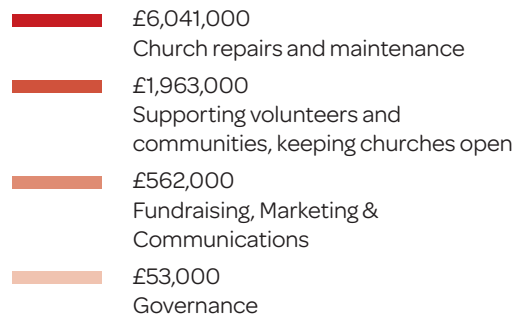 £6,041,000
Church repairs and maintenance
£1,963,000
Supporting volunteers and
communities, keeping churches open
£562,000
Fundraising, Marketing &
Communications
£53,000
Governance